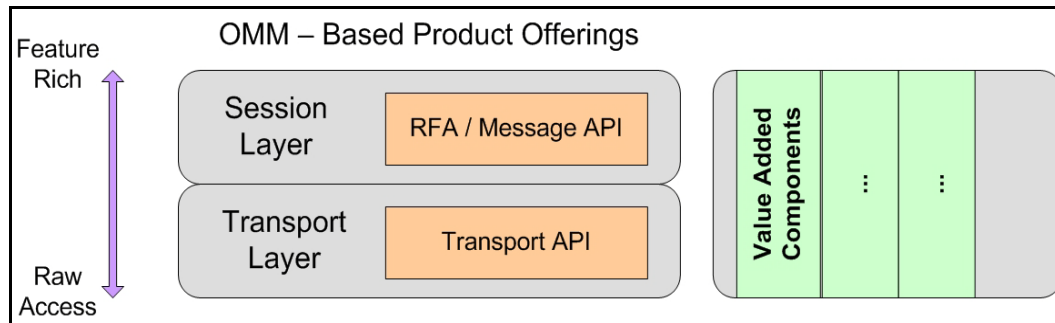 OMM – Based Product Offerings
Feature
Rich
Session
Layer
RFA / Message API
Transport
Layer
Transport API
Raw
Access
Value Added
Components
...
...